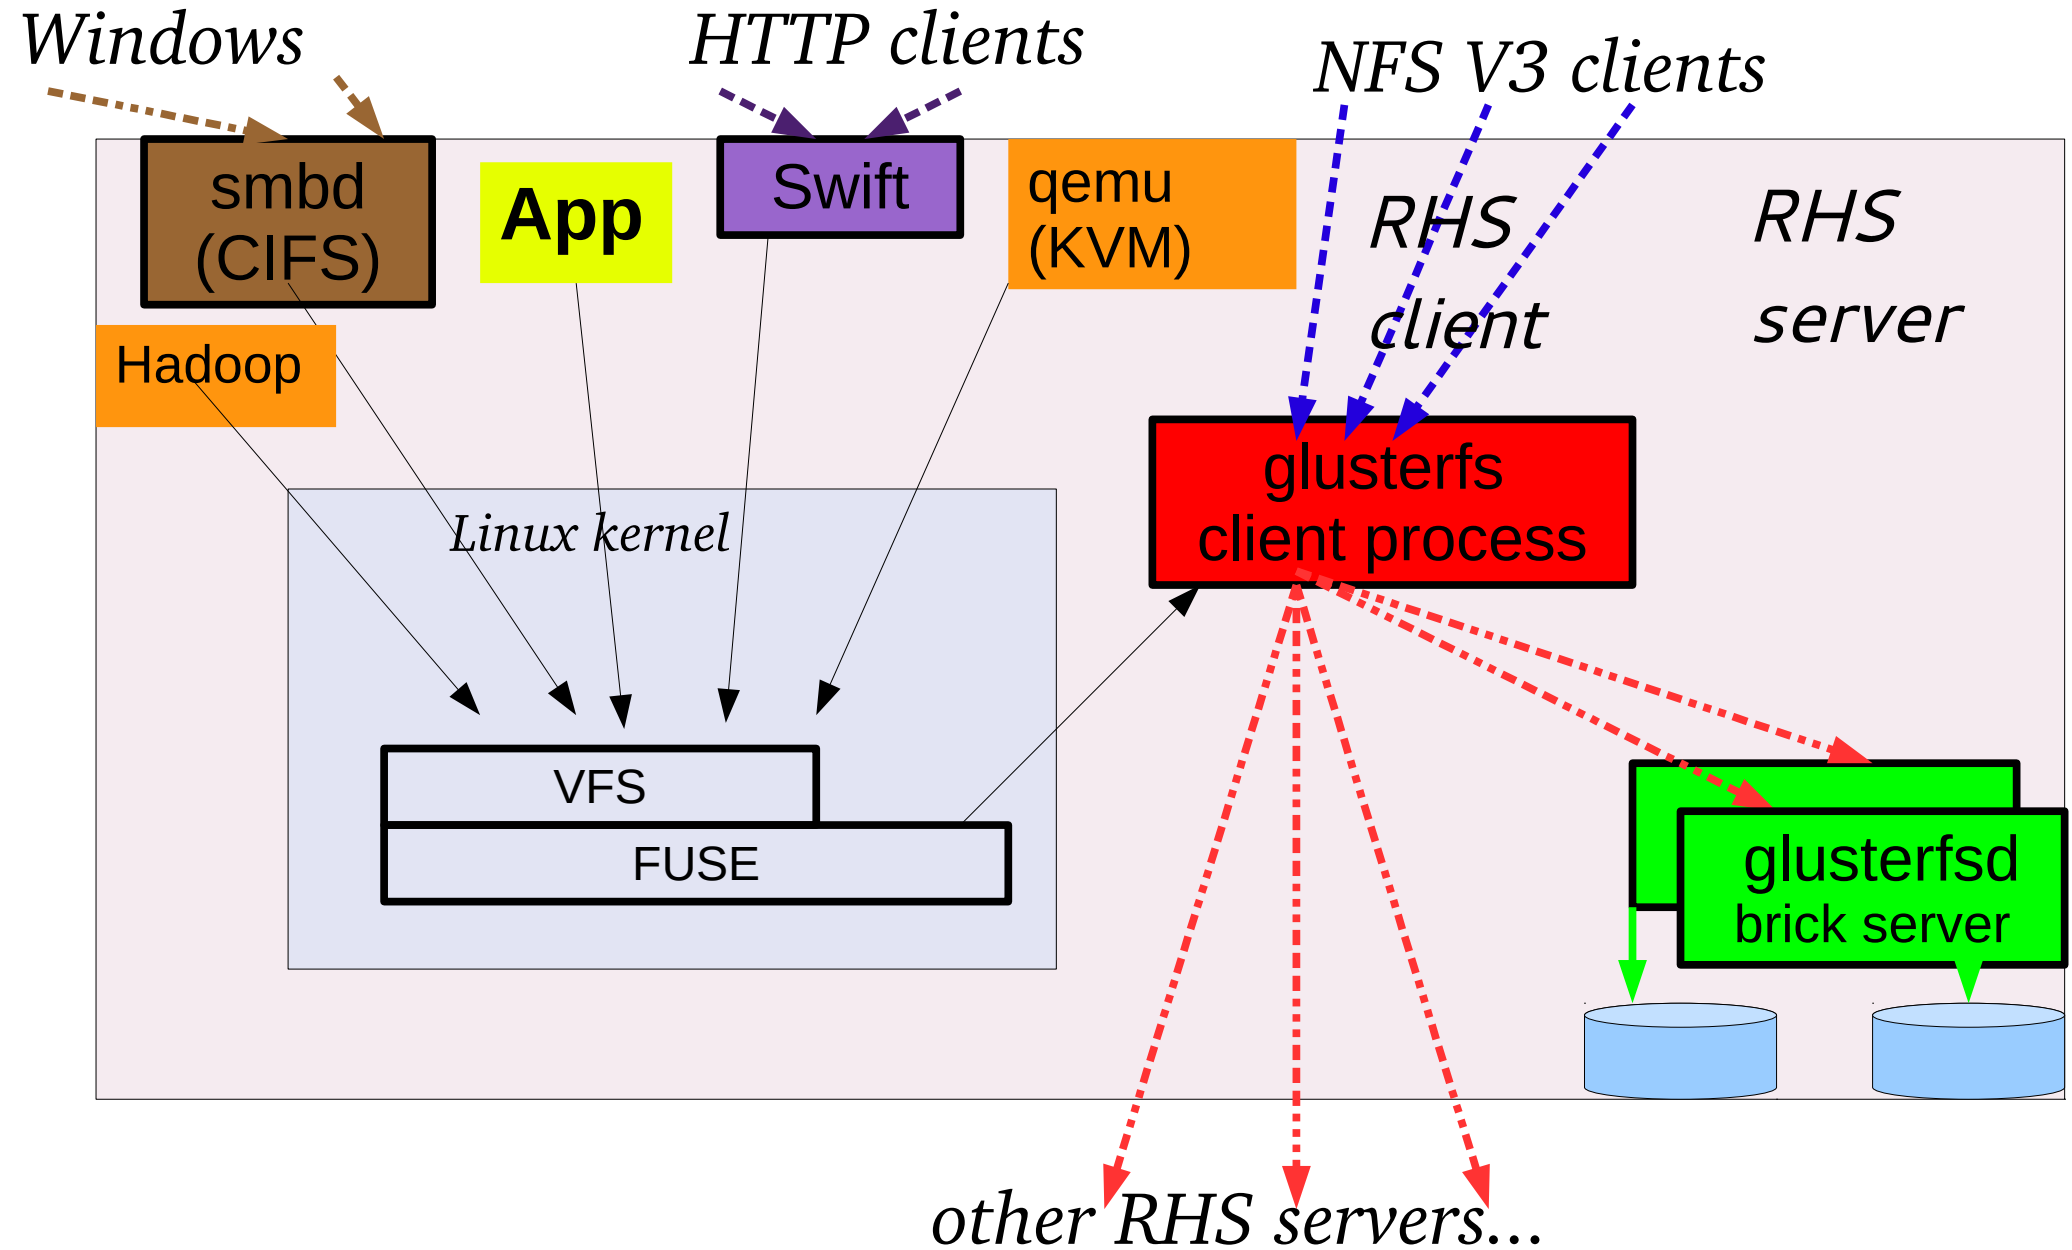 Windows
HTTP clients
NFS V3 clients
smbd
(CIFS)
App
Swift
qemu
(KVM)
RHS
client
RHS
server
Hadoop
glusterfs
client process
Linux kernel
VFS
FUSE
glusterfsd
brick server
other RHS servers...